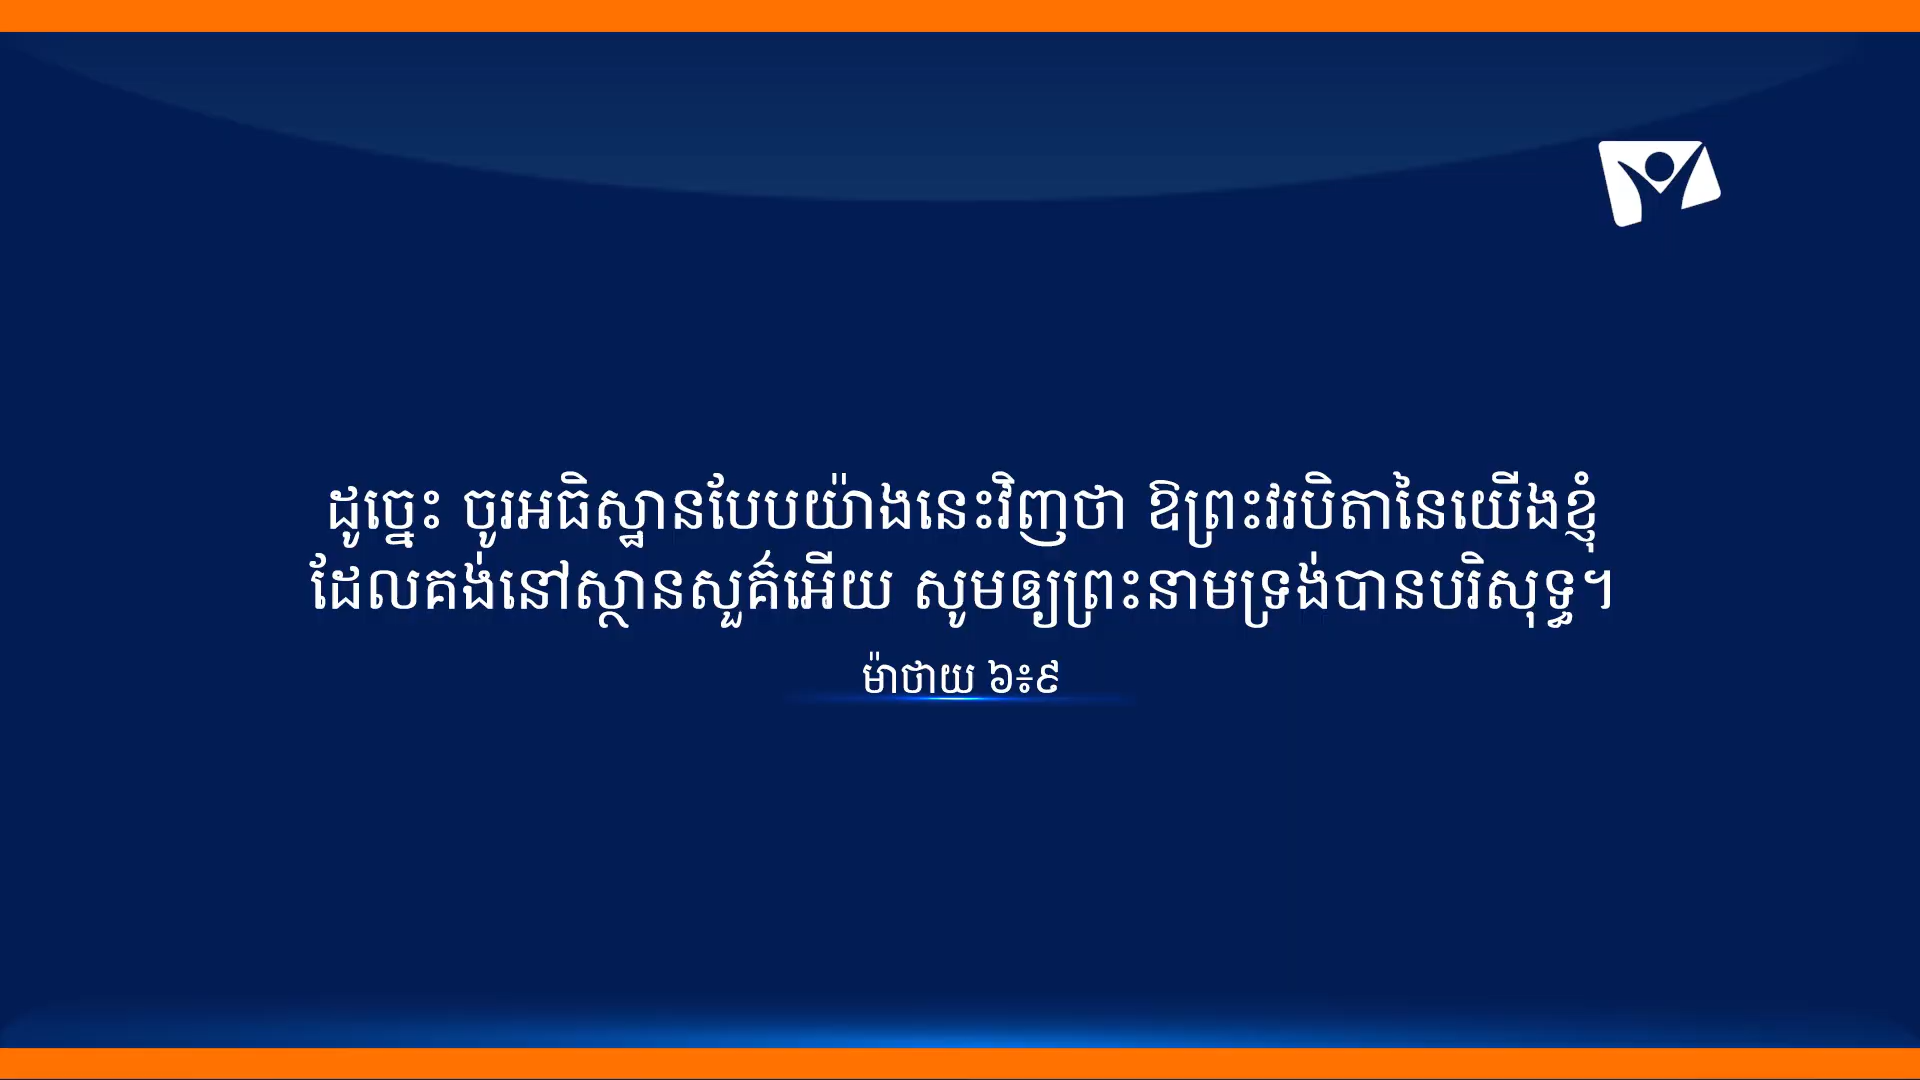 ដូច្នេះ ចូរអធិស្ឋានបែបយ៉ាងនេះវិញថា ឱព្រះវរបិតានៃយើងខ្ញុំ
ដែលគង់នៅស្ថានសួគ៌អើយ សូមឲ្យព្រះនាមទ្រង់បានបរិសុទ្ធ។
ម៉ាថាយ ៦៖៩